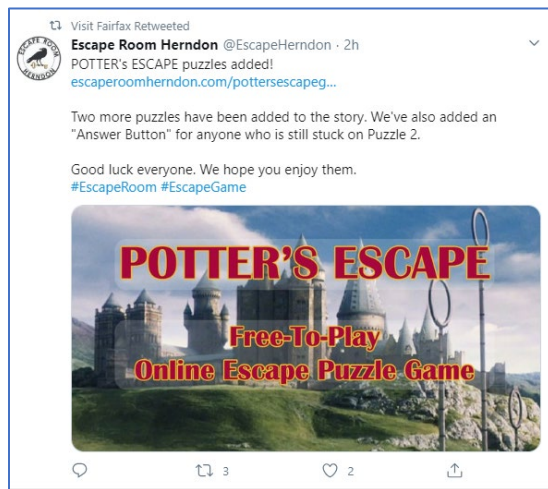 Visit Fairfax Retweeted
ESCAPE ROOM
HERNDON
Escape Room Herndon @EscapeHerndon · 2h
POTTER's ESCAPE puzzles added!
escaperoomherndon.com/pottersescapeg...
Two more puzzles have been added to the story. We've also added an
"Answer Button" for anyone who is still stuck on Puzzle 2.
Good luck everyone. We hope you enjoy them.
#EscapeRoom #EscapeGame
POTTER'S ESCAPE
Free-To-Play
Online Escape Puzzle Game
3
2